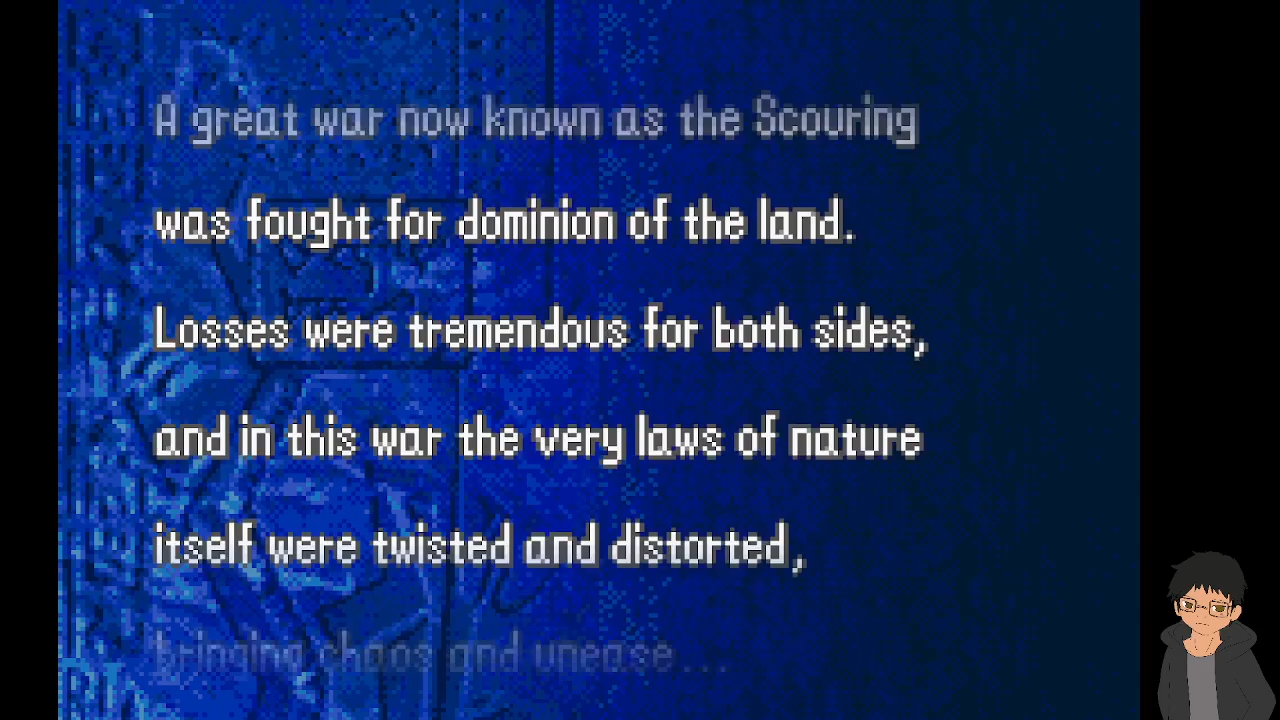 A great war now known as the Scouring
was fought for dominion of the land.
Losses were tremendous for both sides,
and in this war the very laws of nature
itself were twisted and distorted,
bringing chaos and unease...